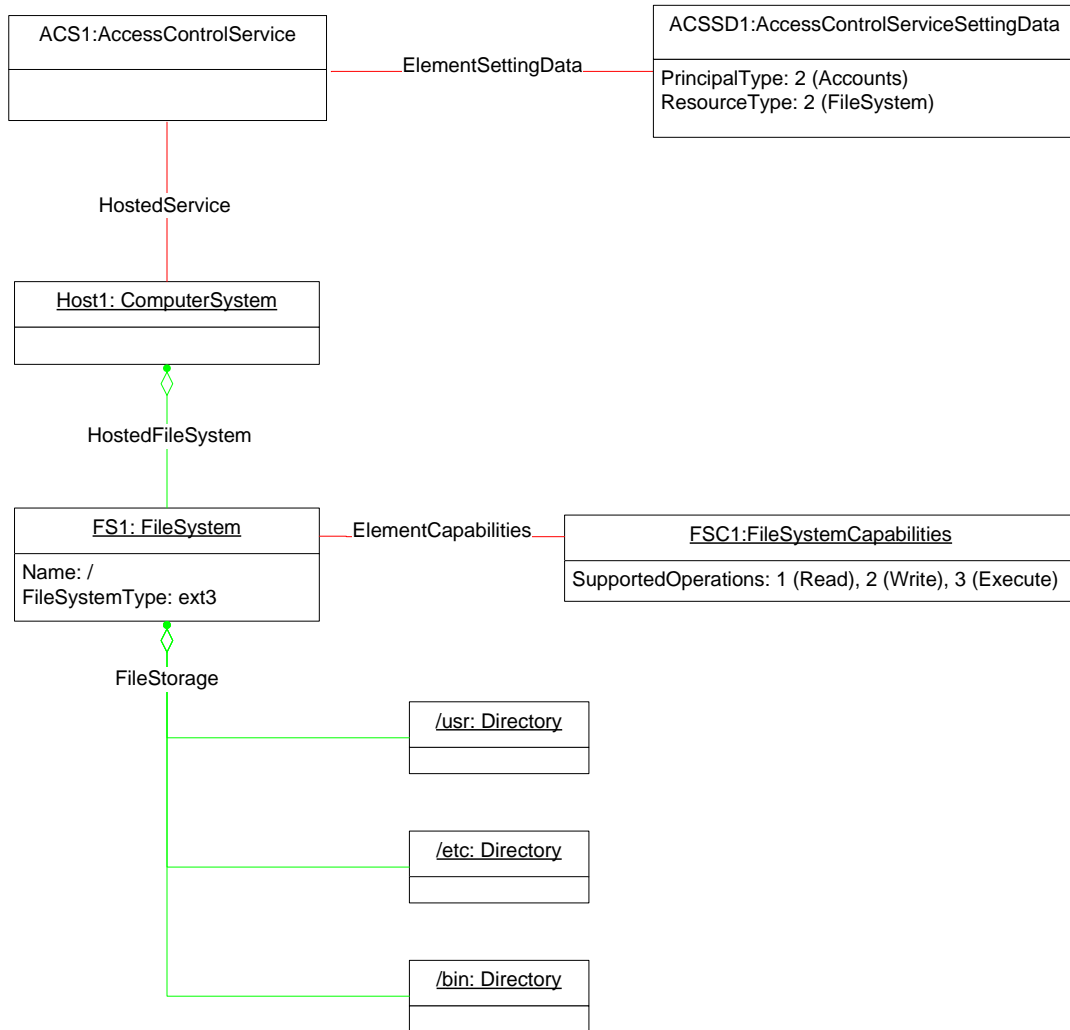 ACS1:AccessControlService
ACSSD1:AccessControlServiceSettingData
ElementSettingData
PrincipalType: 2 (Accounts)
ResourceType: 2 (FileSystem)
HostedService
Host1: ComputerSystem
HostedFileSystem
FS1: FileSystem
ElementCapabilities
FSC1:FileSystemCapabilities
Name: /
FileSystemType: ext3
SupportedOperations: 1 (Read), 2 (Write), 3 (Execute)
FileStorage
/usr: Directory
/etc: Directory
/bin: Directory